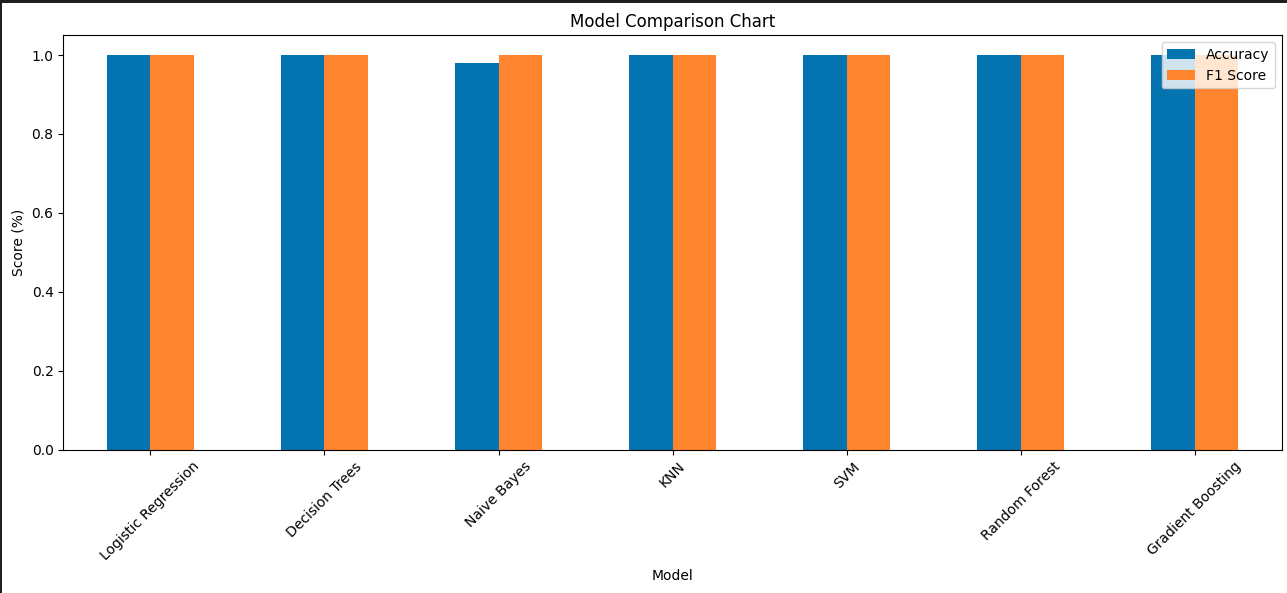 Model Comparison Chart
Accuracy
F1 Score
Score (%)
1.0
0.8
0.6
0.4
0.2
0.0
Logistic Regression
Decision Trees
Naive Bayes
KNN
SVM
Random Forest
Gradient Boosting
Model